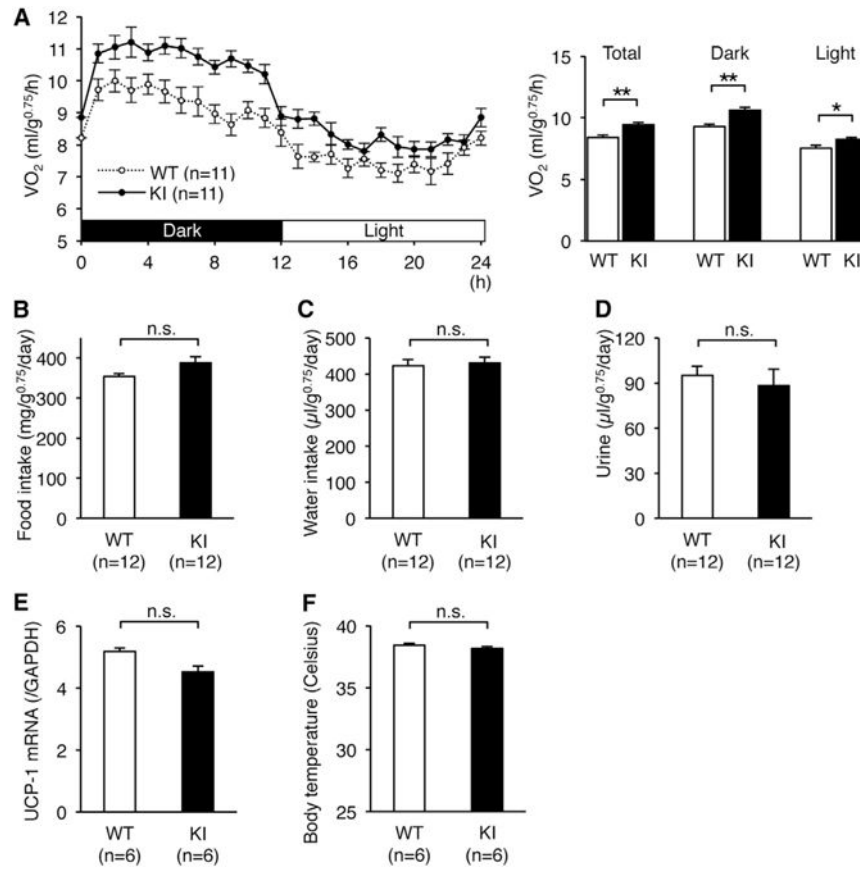 A
12
11
10
9
8
7
6
5
VO2 (ml/g0.75/h)
WT (n=11)
KI (n=11)
Dark
Light
0
4
8
12
16
20
24
(h)
15
10
5
0
VO2 (ml/g0.75/h)
Total
Dark
Light
**
**
*
WT KI
WT KI
WT KI
B
n.s.
400
300
200
100
0
Food intake (mg/g0.75/day)
WT
(n=12)
KI
(n=12)
C
n.s.
500
400
300
200
100
0
Water intake (µl/g0.75/day)
WT
(n=12)
KI
(n=12)
D
n.s.
120
90
60
30
0
Urine (µl/g0.75/day)
WT
(n=12)
KI
(n=12)
E
n.s.
6
4
2
0
UCP-1 mRNA (/GAPDH)
WT
(n=6)
KI
(n=6)
F
n.s.
40
35
30
25
Body temperature (Celsius)
WT
(n=6)
KI
(n=6)